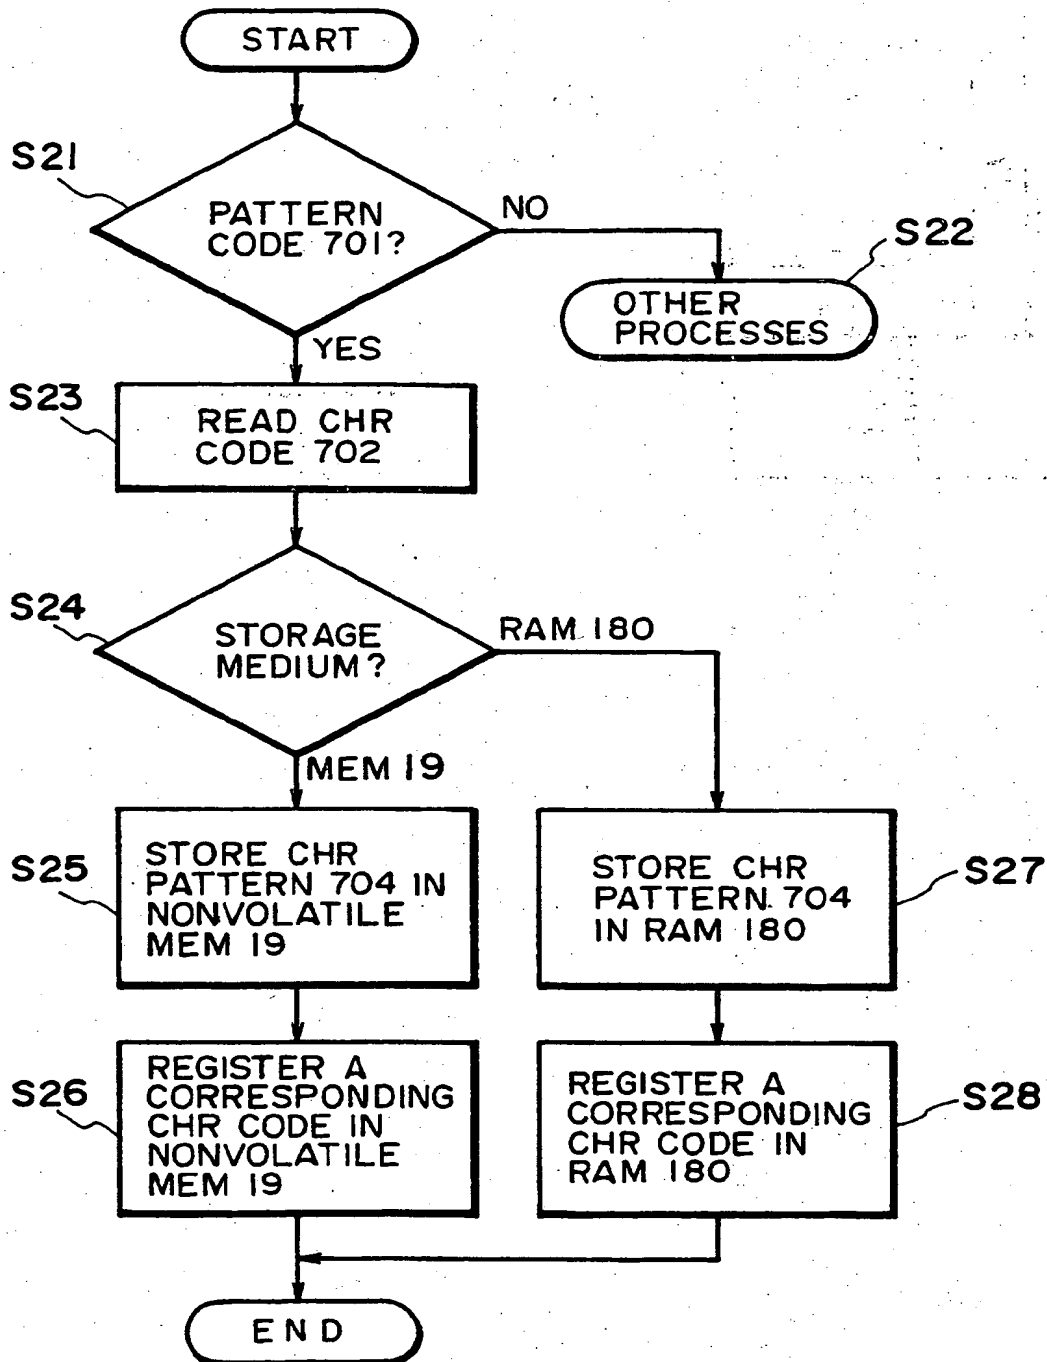 START
S21
PATTERN
CODE 701?
NO
S22
OTHER
PROCESSES
YES
S23
READ CHR
CODE 702
S24
STORAGE
MEDIUM?
RAM 180
MEM 19
S25
STORE CHR
PATTERN 704 IN
NONVOLATILE
MEM 19
STORE CHR
PATTERN 704
IN RAM 180
S27
S26
REGISTER A
CORRESPONDING
CHR CODE IN
NONVOLATILE
MEM 19
REGISTER A
CORRESPONDING
CHR CODE IN
RAM 180
S28
END